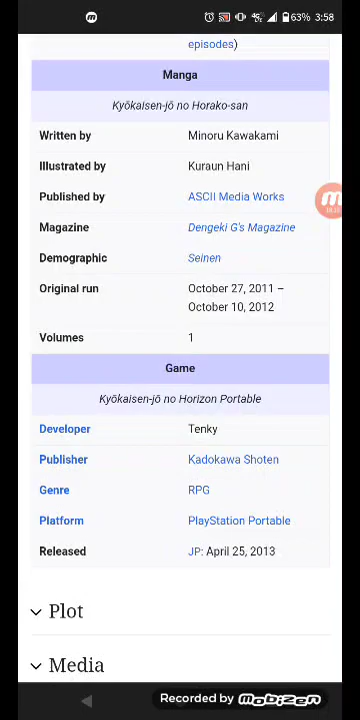 63% 3:58
episodes)
Manga
Kyōkaisen-jō no Horako-san
Written by Minoru Kawakami
Illustrated by Kuraun Hani
Published by ASCII Media Works
Magazine Dengeki G's Magazine
Demographic Seinen
Original run October 27, 2011 –
October 10, 2012
Volumes 1
Game
Kyōkaisen-jō no Horizon Portable
Developer Tenky
Publisher Kadokawa Shoten
Genre RPG
Platform PlayStation Portable
Released JP: April 25, 2013
Plot
Media
Recorded by mobizen